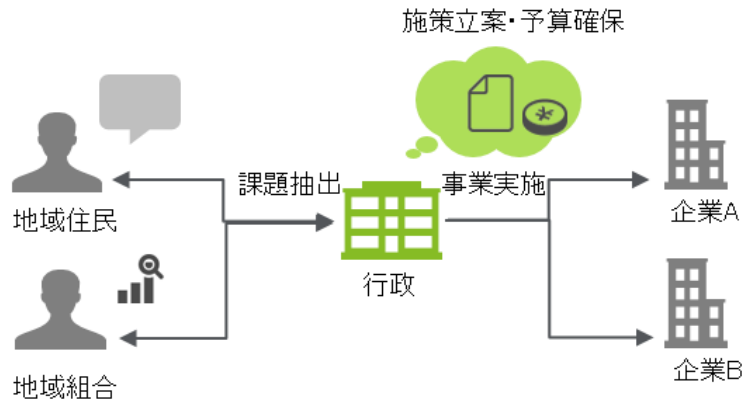 施策立案・予算確保
課題抽出
事業実施
地域住民
企業A
行政
企業B
地域組合